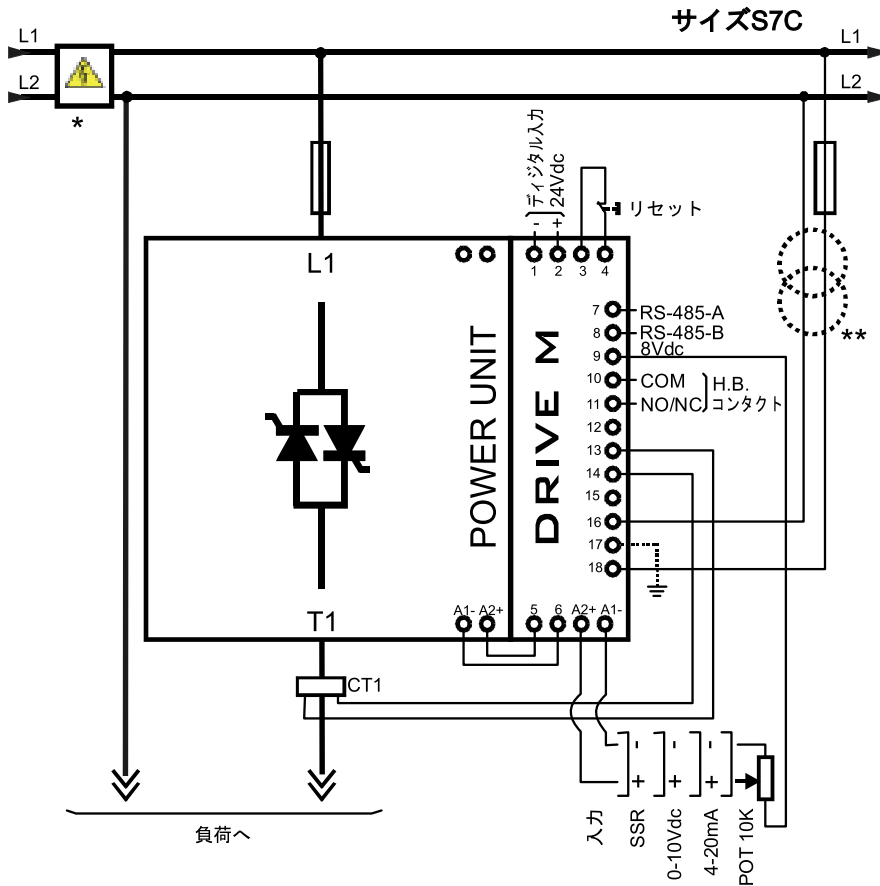 サイズS7C
L1
L1
L2
L2
*
ディジタル入力
24Vdc
- +
リセット
1 2 3 4
L1
7 RS-485-A
8 RS-485-B
9 8Vdc
10 COM
11 NO/NC
H.B.
コンタクト
12
13
14
15
16
17
18
**
POWER UNIT
DRIVE M
T1
A1- A2+ 5 6 A2+ A1-
CT1
- - -
+ + +
入力
SSR
0-10Vdc
4-20mA
POT 10K
負荷へ